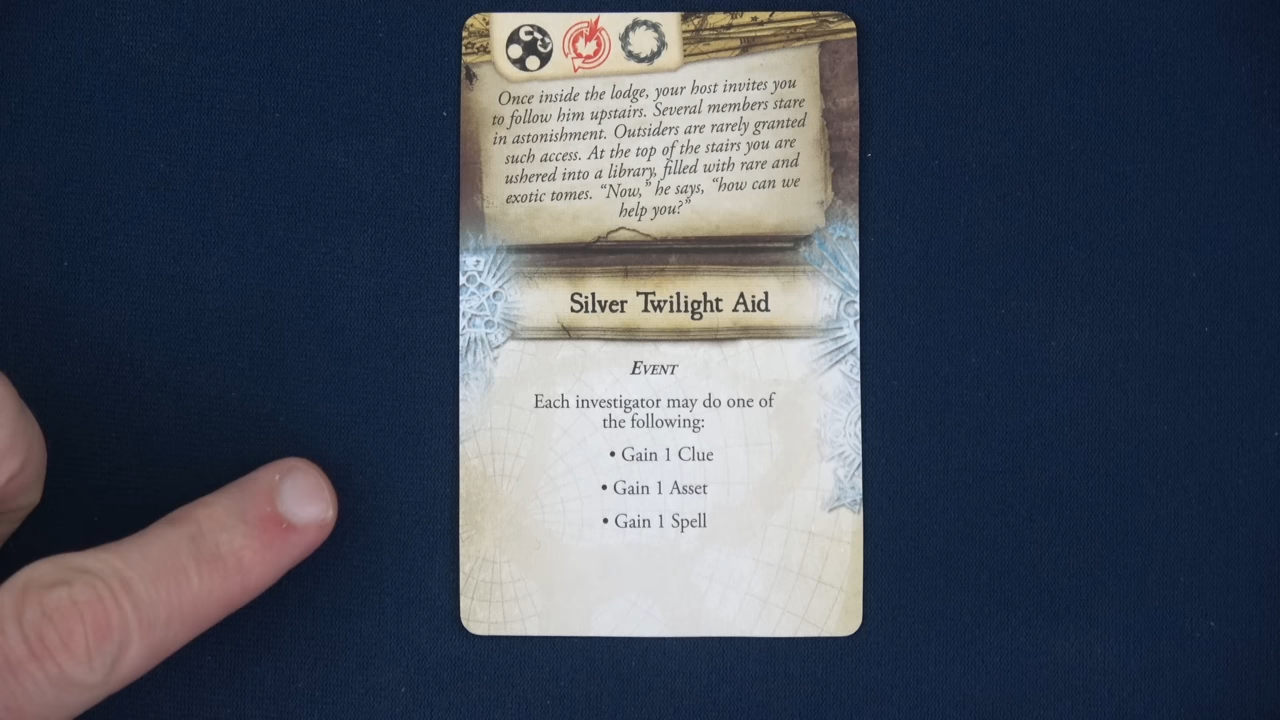 Once inside the lodge, your host invites you
to follow him upstairs. Several members stare
in astonishment. Outsiders are rarely granted
such access. At the top of the stairs you are
ushered into a library, filled with rare and
exotic tomes. “Now,” he says, “how can we
help you?”
Silver Twilight Aid
Event
Each investigator may do one of
the following:
• Gain 1 Clue
• Gain 1 Asset
• Gain 1 Spell